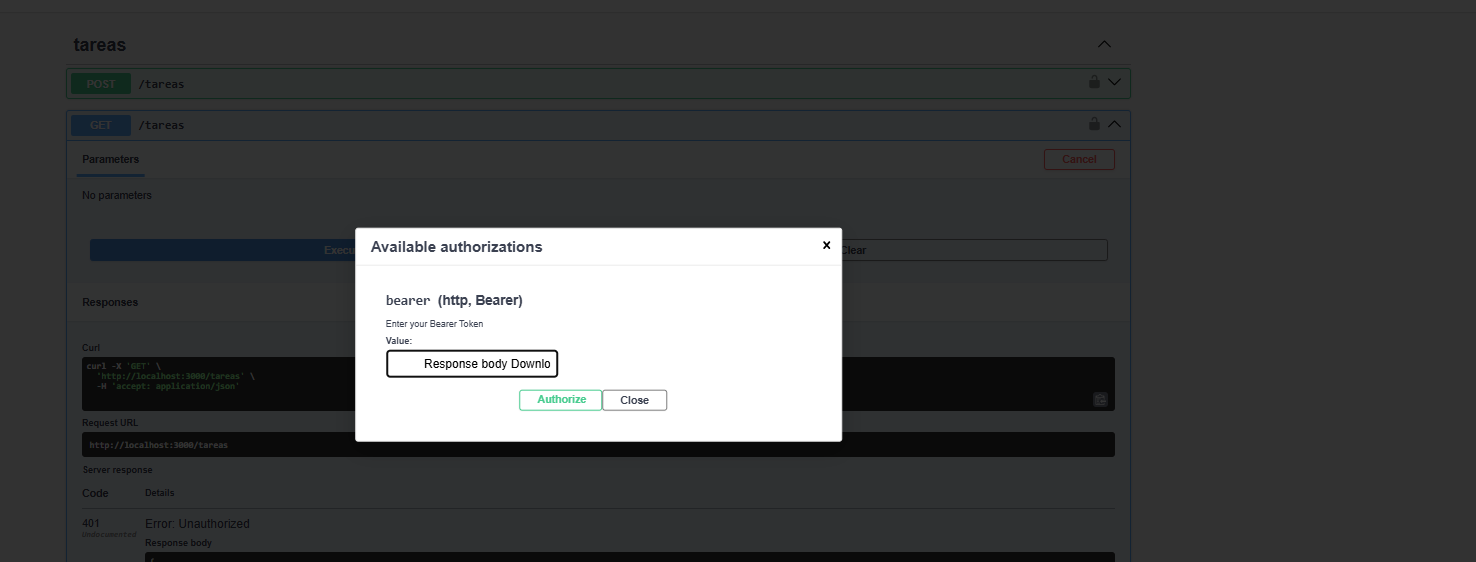 tareas
POST /tareas
GET /tareas
Parameters
Cancel
No parameters
Execu
Clear
Available authorizations
×
bearer (http, Bearer)
Enter your Bearer Token
Value:
Response body Downlo
Authorize Close
Responses
Curl
curl -X 'GET' \
'http://localhost:3000/tareas' \
-H 'accept: application/json'
Request URL
http://localhost:3000/tareas
Server response
Code Details
401 Error: Unauthorized
Undocumented
Response body
{